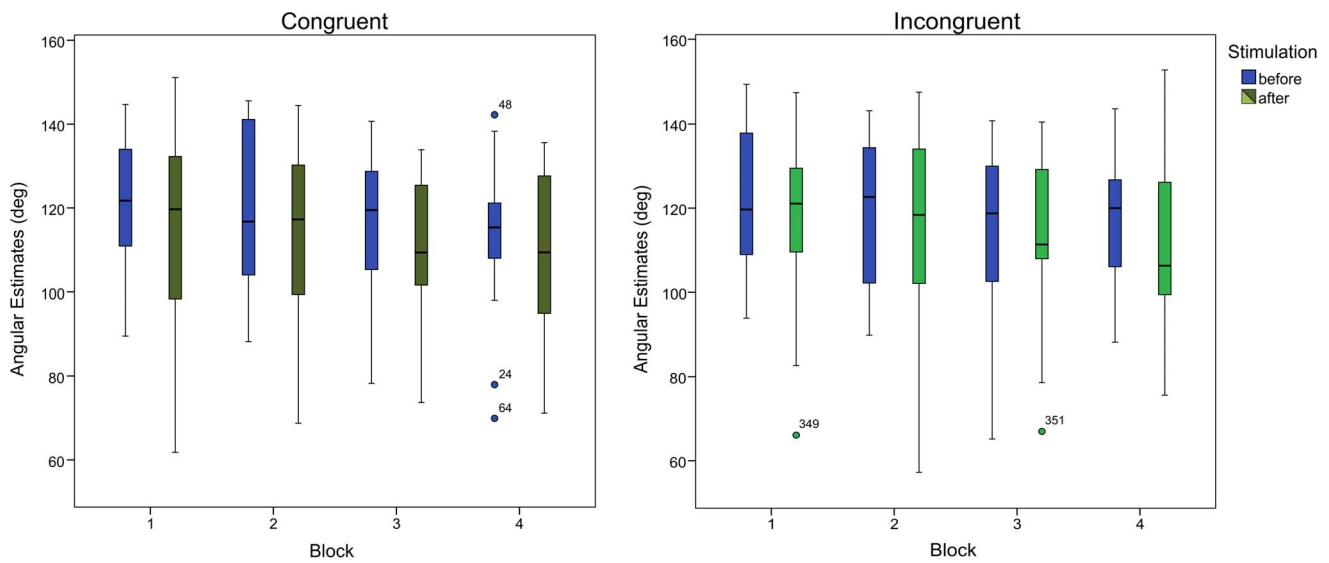 Congruent
160
140
120
100
80
60
Angular Estimates (deg)
48
24
64
1
2
3
4
Block
Incongruent
160
140
120
100
80
60
Angular Estimates (deg)
349
351
1
2
3
4
Block
Stimulation
before
after